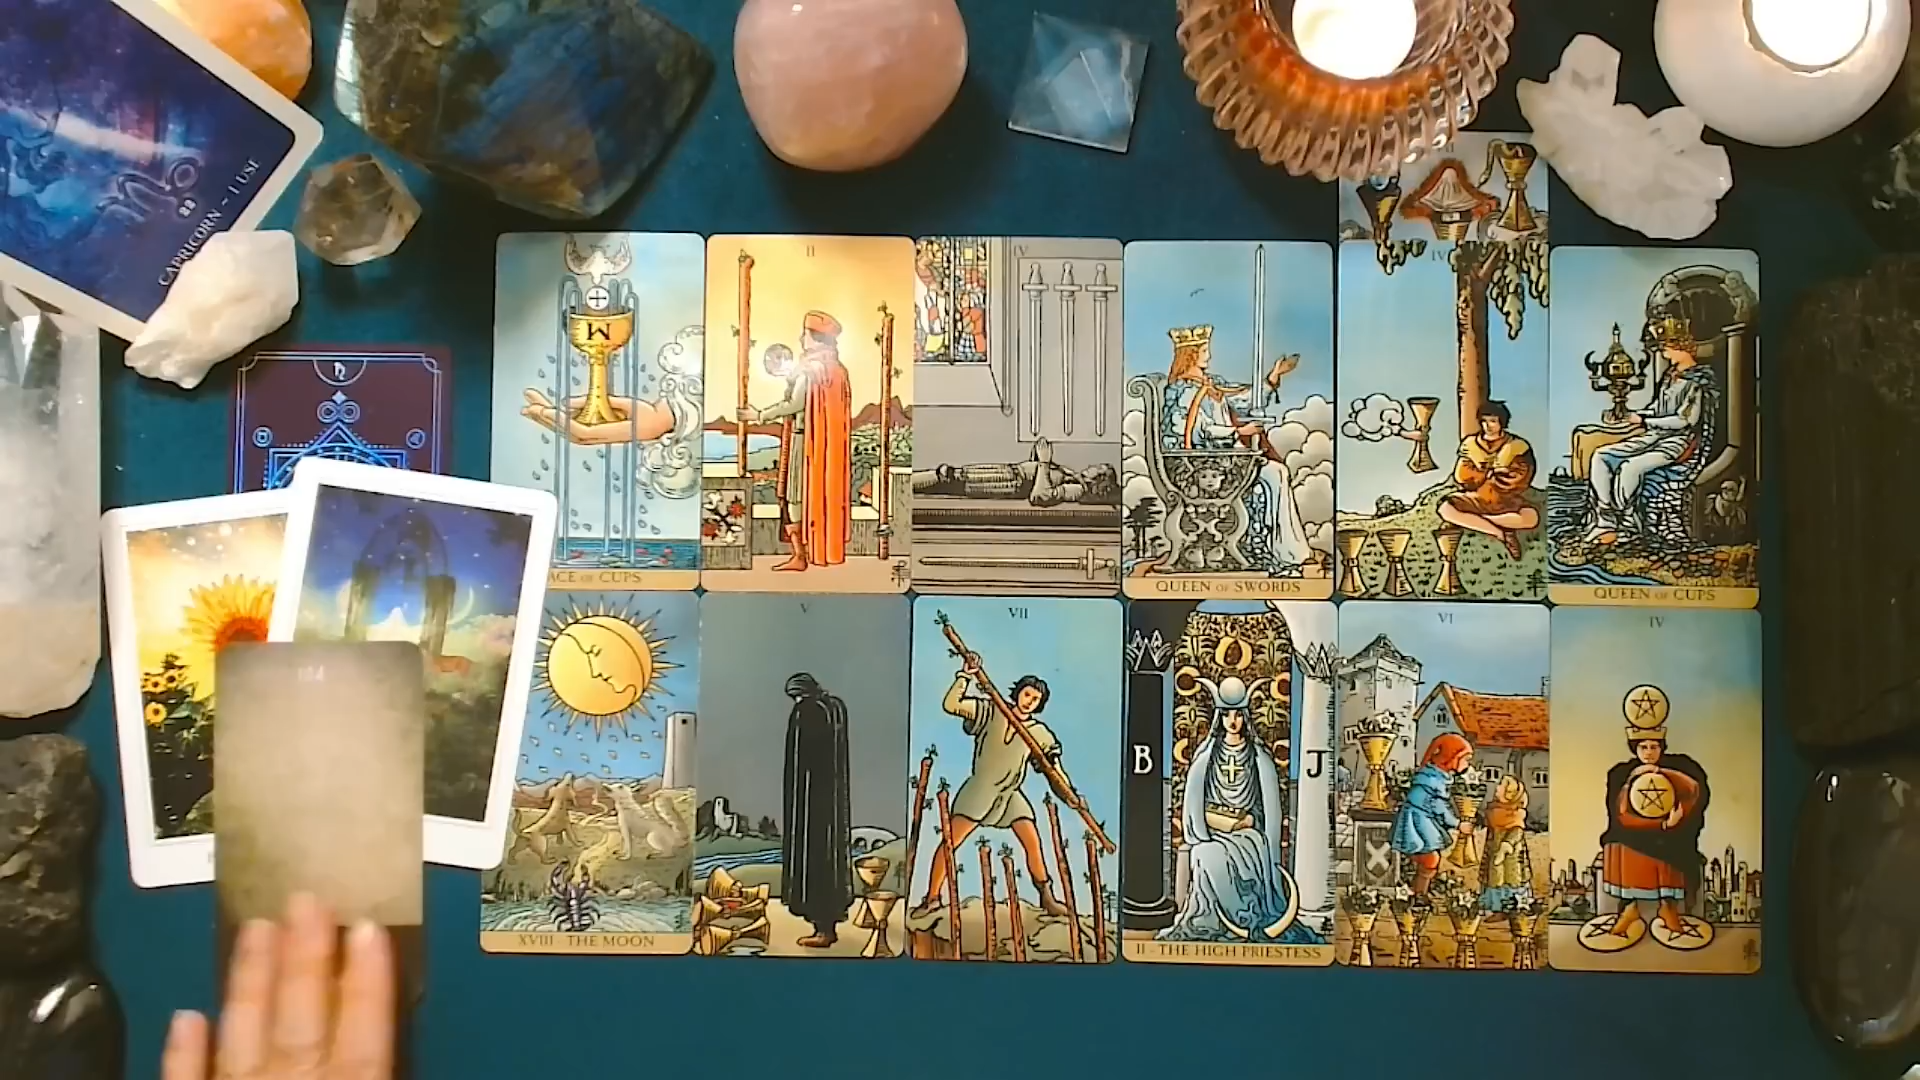 CAPRICORN ~ I USE
II
IV
IV
ACE OF CUPS
QUEEN OF SWORDS
QUEEN OF CUPS
V
VII
VI
IV
B
J
XVIII · THE MOON
II · THE HIGH PRIESTESS